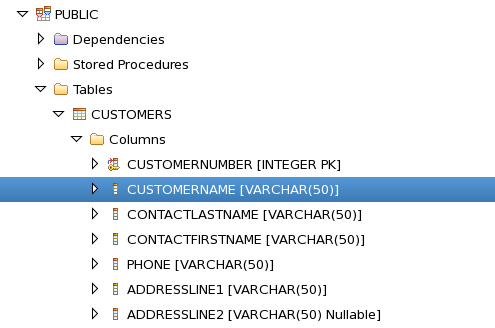 PUBLIC
Dependencies
Stored Procedures
Tables
CUSTOMERS
Columns
CUSTOMERNUMBER [INTEGER PK]
CUSTOMERNAME [VARCHAR(50)]
CONTACTLASTNAME [VARCHAR(50)]
CONTACTFIRSTNAME [VARCHAR(50)]
PHONE [VARCHAR(50)]
ADDRESSLINE1 [VARCHAR(50)]
ADDRESSLINE2 [VARCHAR(50) Nullable]